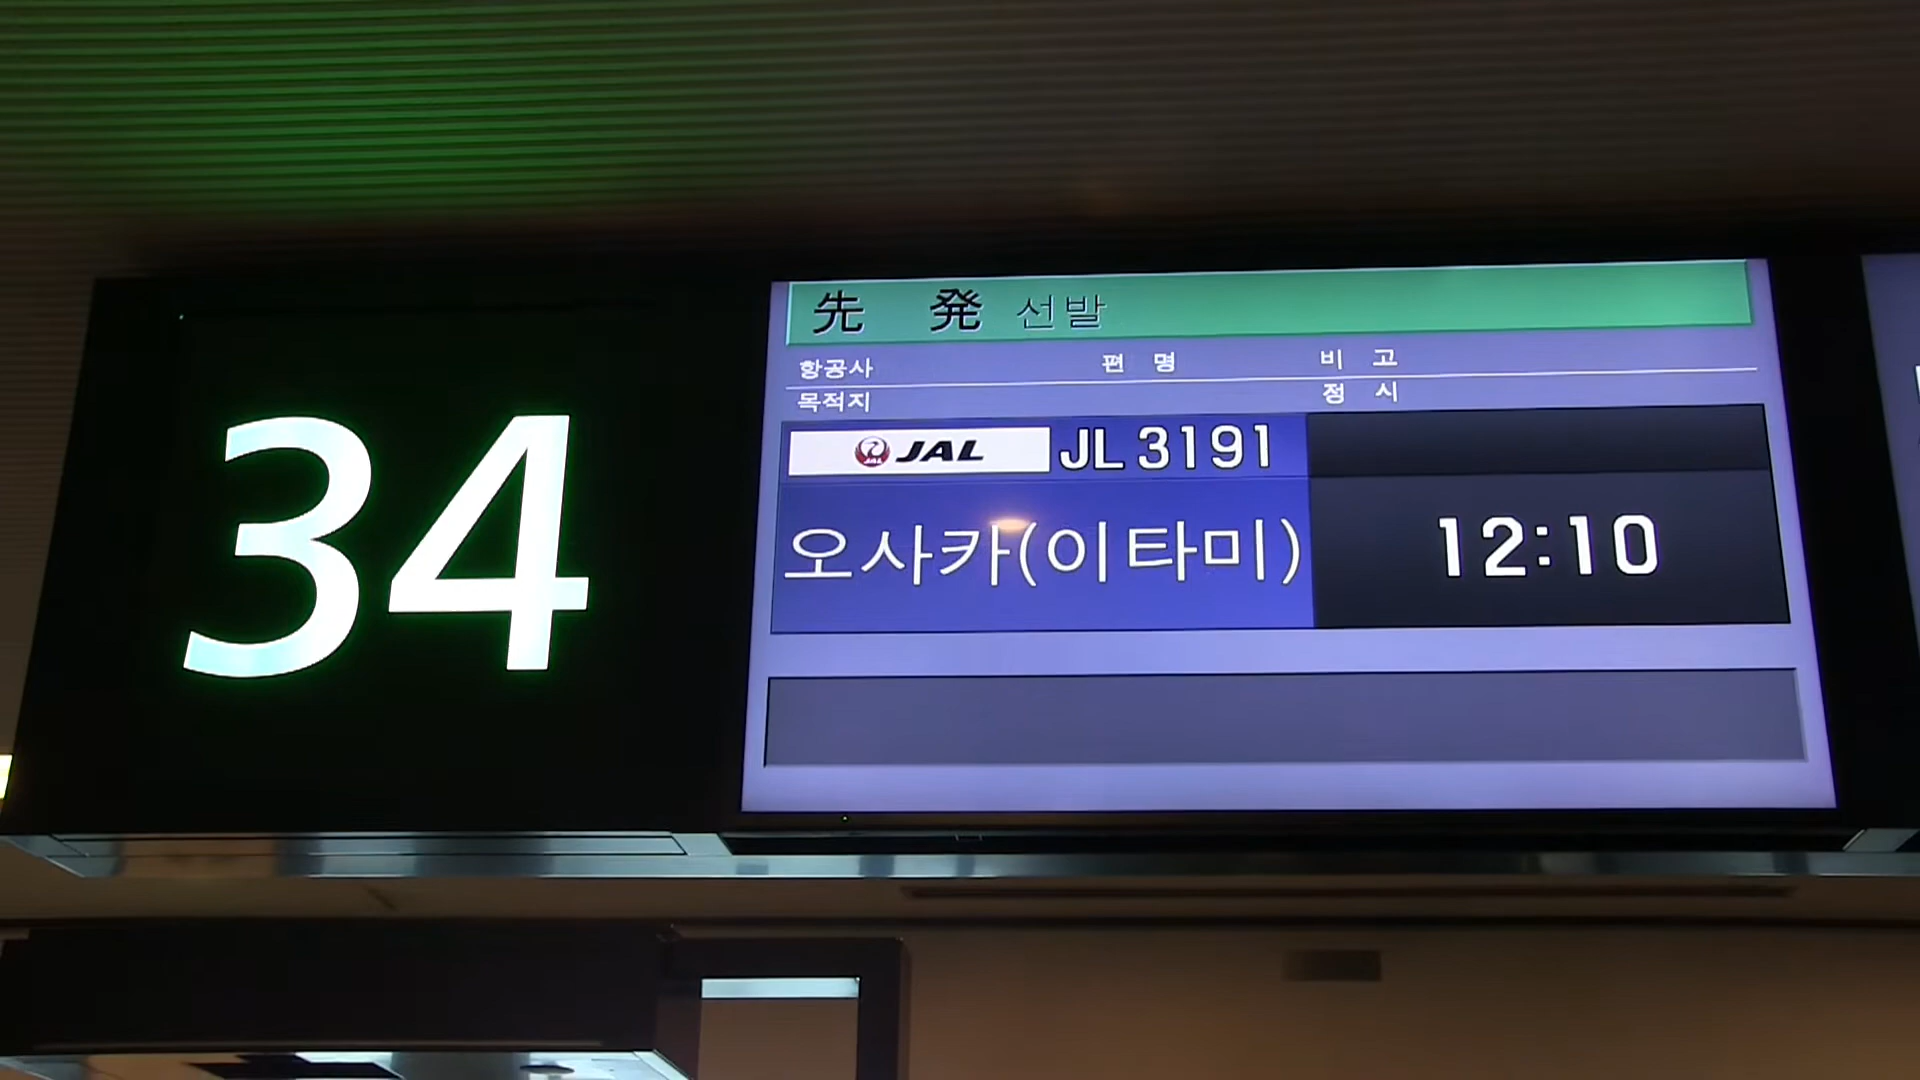 34
先 発 선발
항공사 편 명 비 고
목적지 정 시
JAL JL 3191
오사카(이타미) 12:10